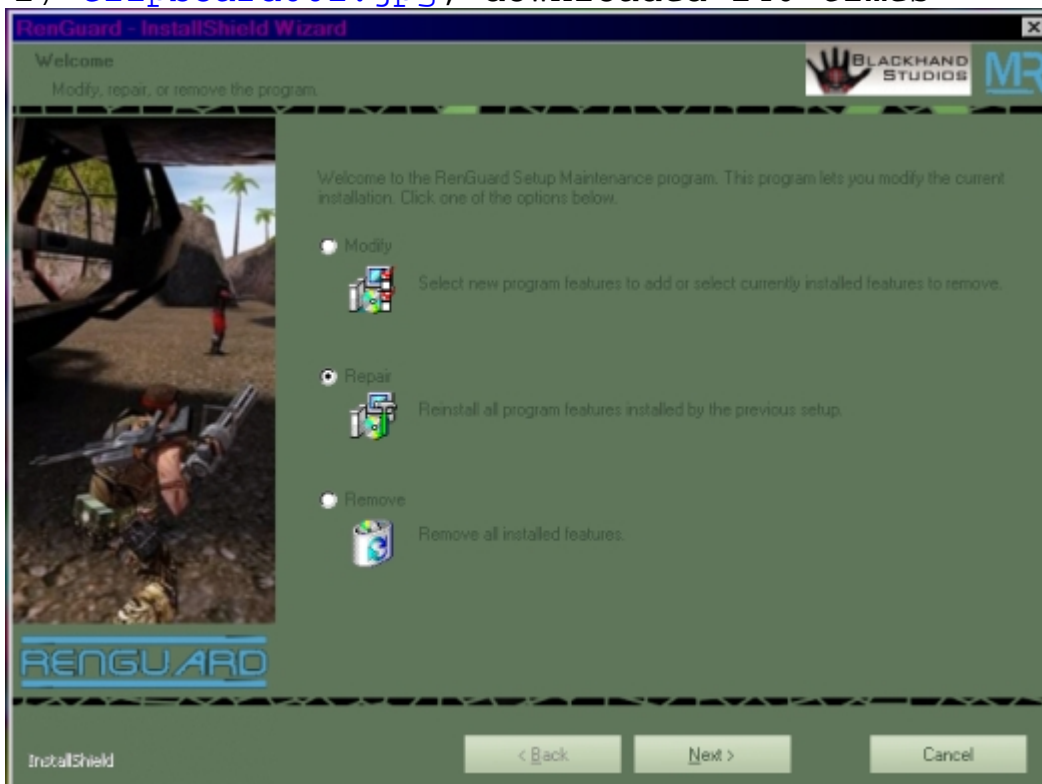 RenGuard - InstallShield Wizard
Welcome
Modify, repair, or remove the program.
BLACKHAND
STUDIOS
Welcome to the RenGuard Setup Maintenance program. This program lets you modify the current
installation. Click one of the options below.
Modify
Select new program features to add or select currently installed features to remove.
Repair
Reinstall all program features installed by the previous setup.
Remove
Remove all installed features.
RENGUARD
InstallShield
< Back
Next >
Cancel